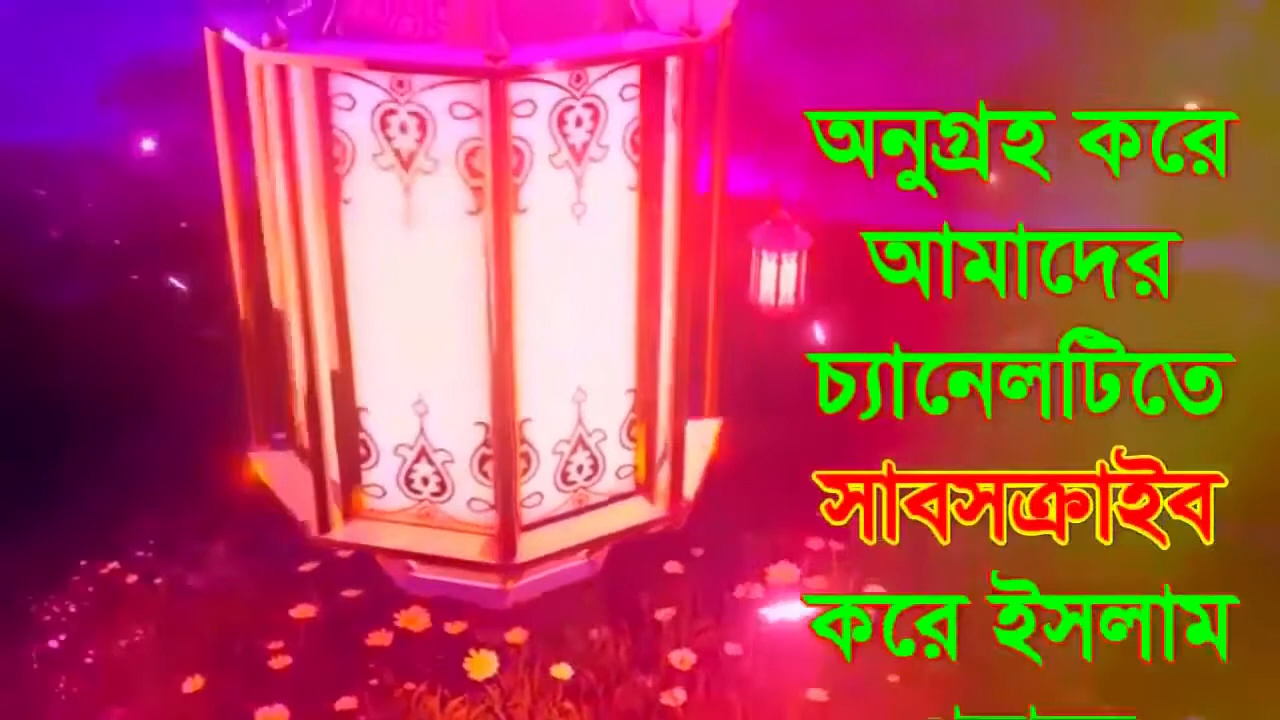 অনুগ্রহ করে
আমাদের
চ্যানেলটিতে
সাবসক্রাইব
করে ইসলাম